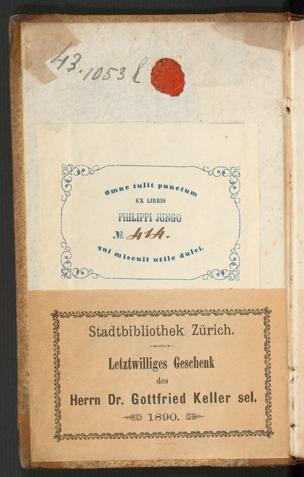 43.1053
Omne tulit punctum
EX LIBRIS
PHILIPPI JUNGO
№ 414.
qui miscuit utile dulci.
Stadtbibliothek Zürich.
Letztwilliges Geschenk
des
Herrn Dr. Gottfried Keller sel.
1890.